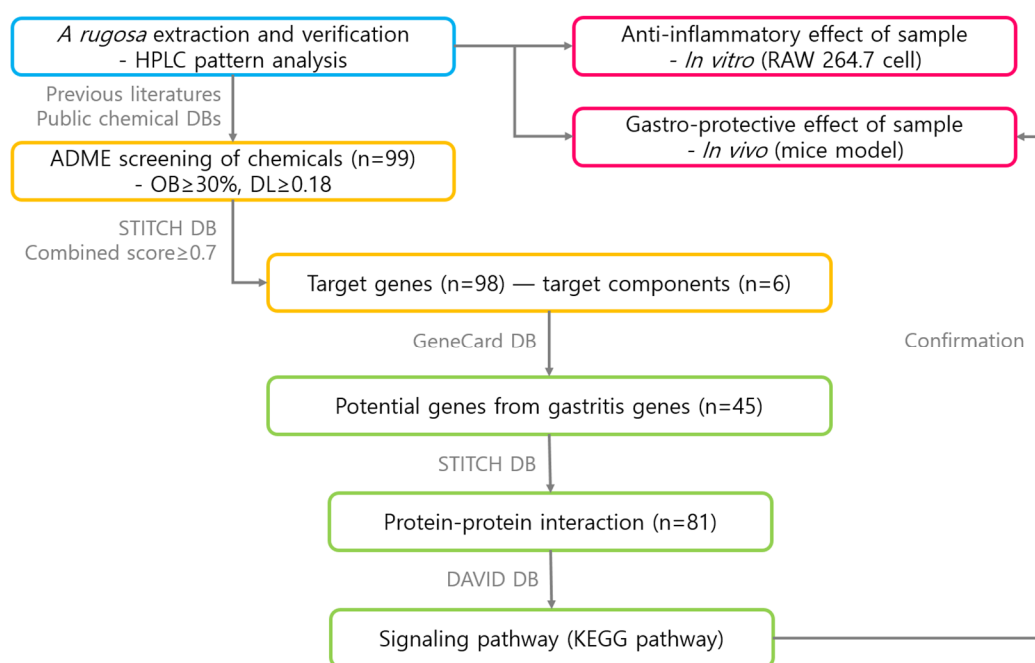 A rugosa extraction and verification
- HPLC pattern analysis
Anti-inflammatory effect of sample
- In vitro (RAW 264.7 cell)
Previous literatures
Public chemical DBs
Gastro-protective effect of sample
- In vivo (mice model)
ADME screening of chemicals (n=99)
- OB≥30%, DL≥0.18
STITCH DB
Combined score≥0.7
Target genes (n=98) — target components (n=6)
GeneCard DB
Confirmation
Potential genes from gastritis genes (n=45)
STITCH DB
Protein-protein interaction (n=81)
DAVID DB
Signaling pathway (KEGG pathway)